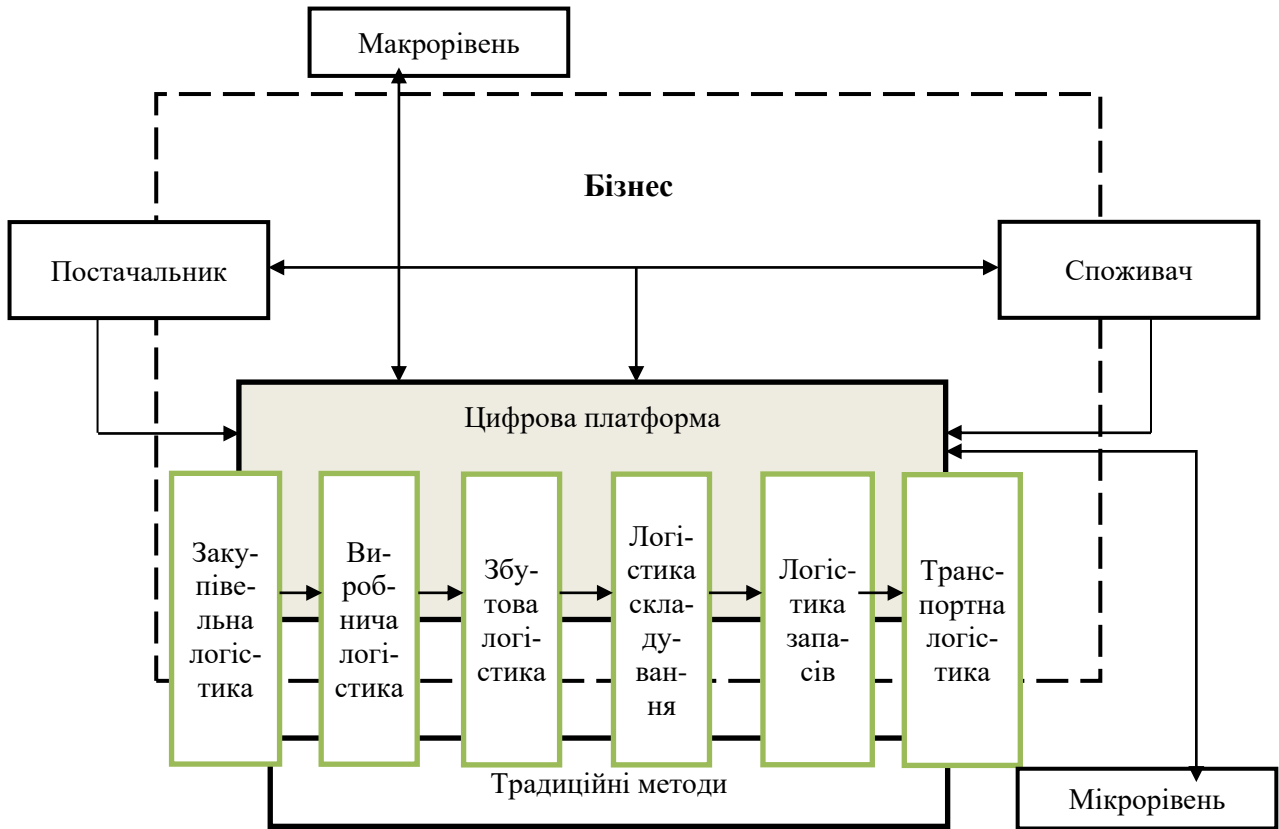 Макрорівень
Бізнес
Постачальник
Споживач
Цифрова платформа
Заку-
півe-
льна
логіс-
тика
Ви-
роб-
нича
логі-
стика
Збу-
това
логі-
стика
Логі-
стика
скла-
ду-
ван-
ня
Логіс-
тика
запа-
сів
Транс-
портна
логіс-
тика
Традиційні методи
Мікрорівень